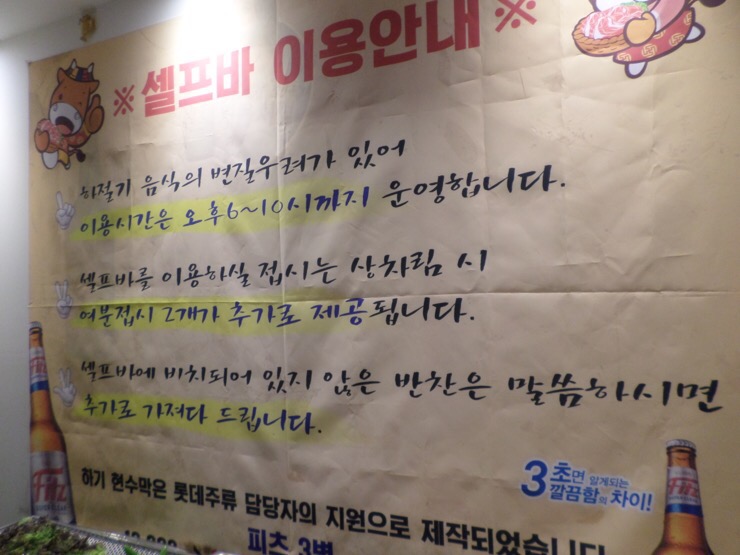 ※셀프바 이용안내※
하절기 음식의 변질우려가 있어
이용시간은 오후6~10시까지 운영합니다.
셀프바를 이용하실 접시는 상차림 시
여분접시 2개가 추가로 제공됩니다.
셀프바에 비치되어 있지 않은 반찬은 말씀하시면
추가로 가져다 드립니다.
3초면 알게되는
깔끔함의 차이!
Fitz
하기 현수막은 롯데주류 담당자의 지원으로 제작되었습니다
피츠 3병